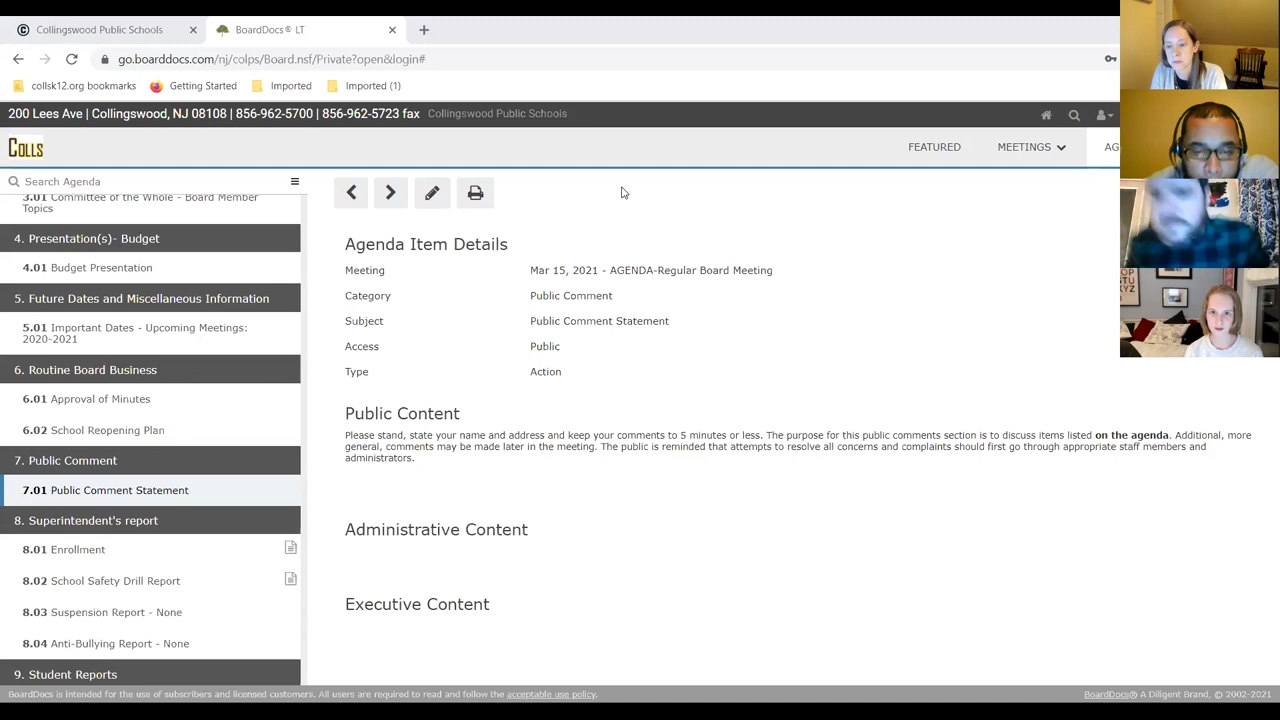 Collingswood Public Schools
BoardDocs® LT
go.boarddocs.com/nj/colps/Board.nsf/Private?open&login#
collsk12.org bookmarks
Getting Started
Imported
Imported (1)
200 Lees Ave | Collingswood, NJ 08108 | 856-962-5700 | 856-962-5723 fax
Collingswood Public Schools
COLLS
FEATURED
MEETINGS
AG
Search Agenda
3.01 Committee of the Whole - Board Member
Topics
4. Presentation(s)- Budget
4.01 Budget Presentation
5. Future Dates and Miscellaneous Information
5.01 Important Dates - Upcoming Meetings:
2020-2021
6. Routine Board Business
6.01 Approval of Minutes
6.02 School Reopening Plan
7. Public Comment
7.01 Public Comment Statement
8. Superintendent's report
8.01 Enrollment
8.02 School Safety Drill Report
8.03 Suspension Report - None
8.04 Anti-Bullying Report - None
9. Student Reports
Agenda Item Details
Meeting
Mar 15, 2021 - AGENDA-Regular Board Meeting
Category
Public Comment
Subject
Public Comment Statement
Access
Public
Type
Action
Public Content
Please stand, state your name and address and keep your comments to 5 minutes or less. The purpose for this public comments section is to discuss items listed on the agenda. Additional, more
general, comments may be made later in the meeting. The public is reminded that attempts to resolve all concerns and complaints should first go through appropriate staff members and
administrators.
Administrative Content
Executive Content
BoardDocs is intended for the use of subscribers and licensed customers. All users are required to read and follow the acceptable use policy.
BoardDocs® A Diligent Brand, © 2002-2021